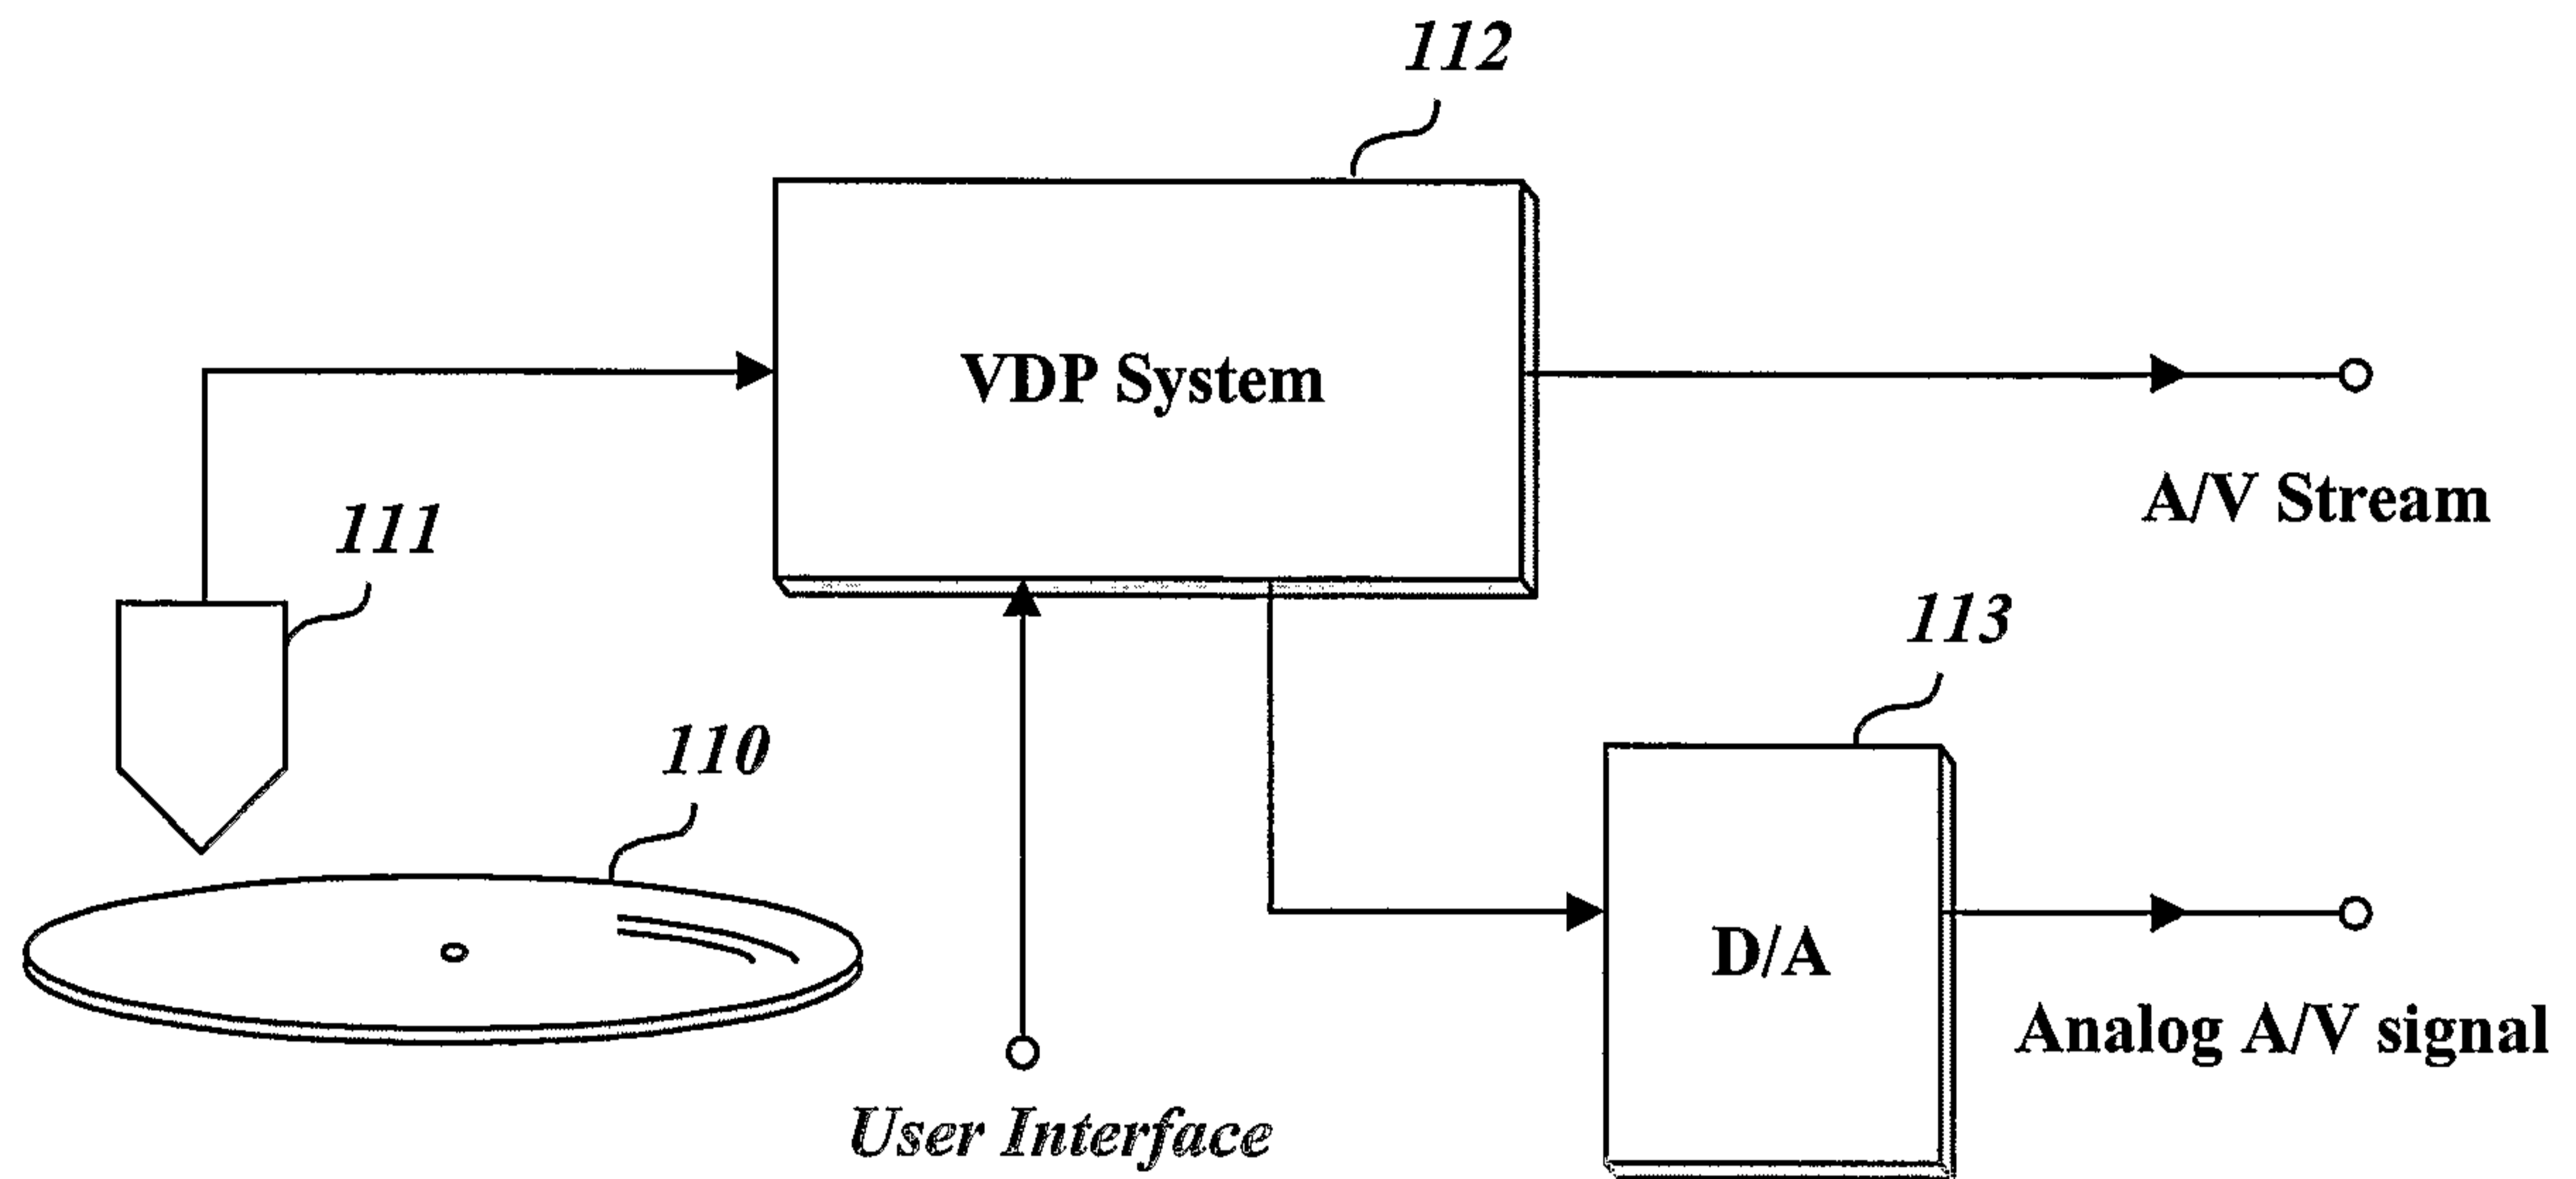 112
VDP System
A/V Stream
111
113
110
D/A
Analog A/V signal
User Interface